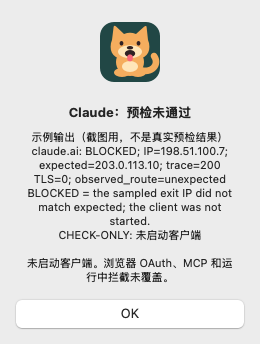 Claude：预检未通过
示例输出（截图用，不是真实预检结果）
claude.ai: BLOCKED; IP=198.51.100.7;
expected=203.0.113.10; trace=200
TLS=0; observed_route=unexpected
BLOCKED = the sampled exit IP did not
match expected; the client was not
started.
CHECK-ONLY: 未启动客户端
未启动客户端。浏览器 OAuth、MCP 和运
行中拦截未覆盖。
OK